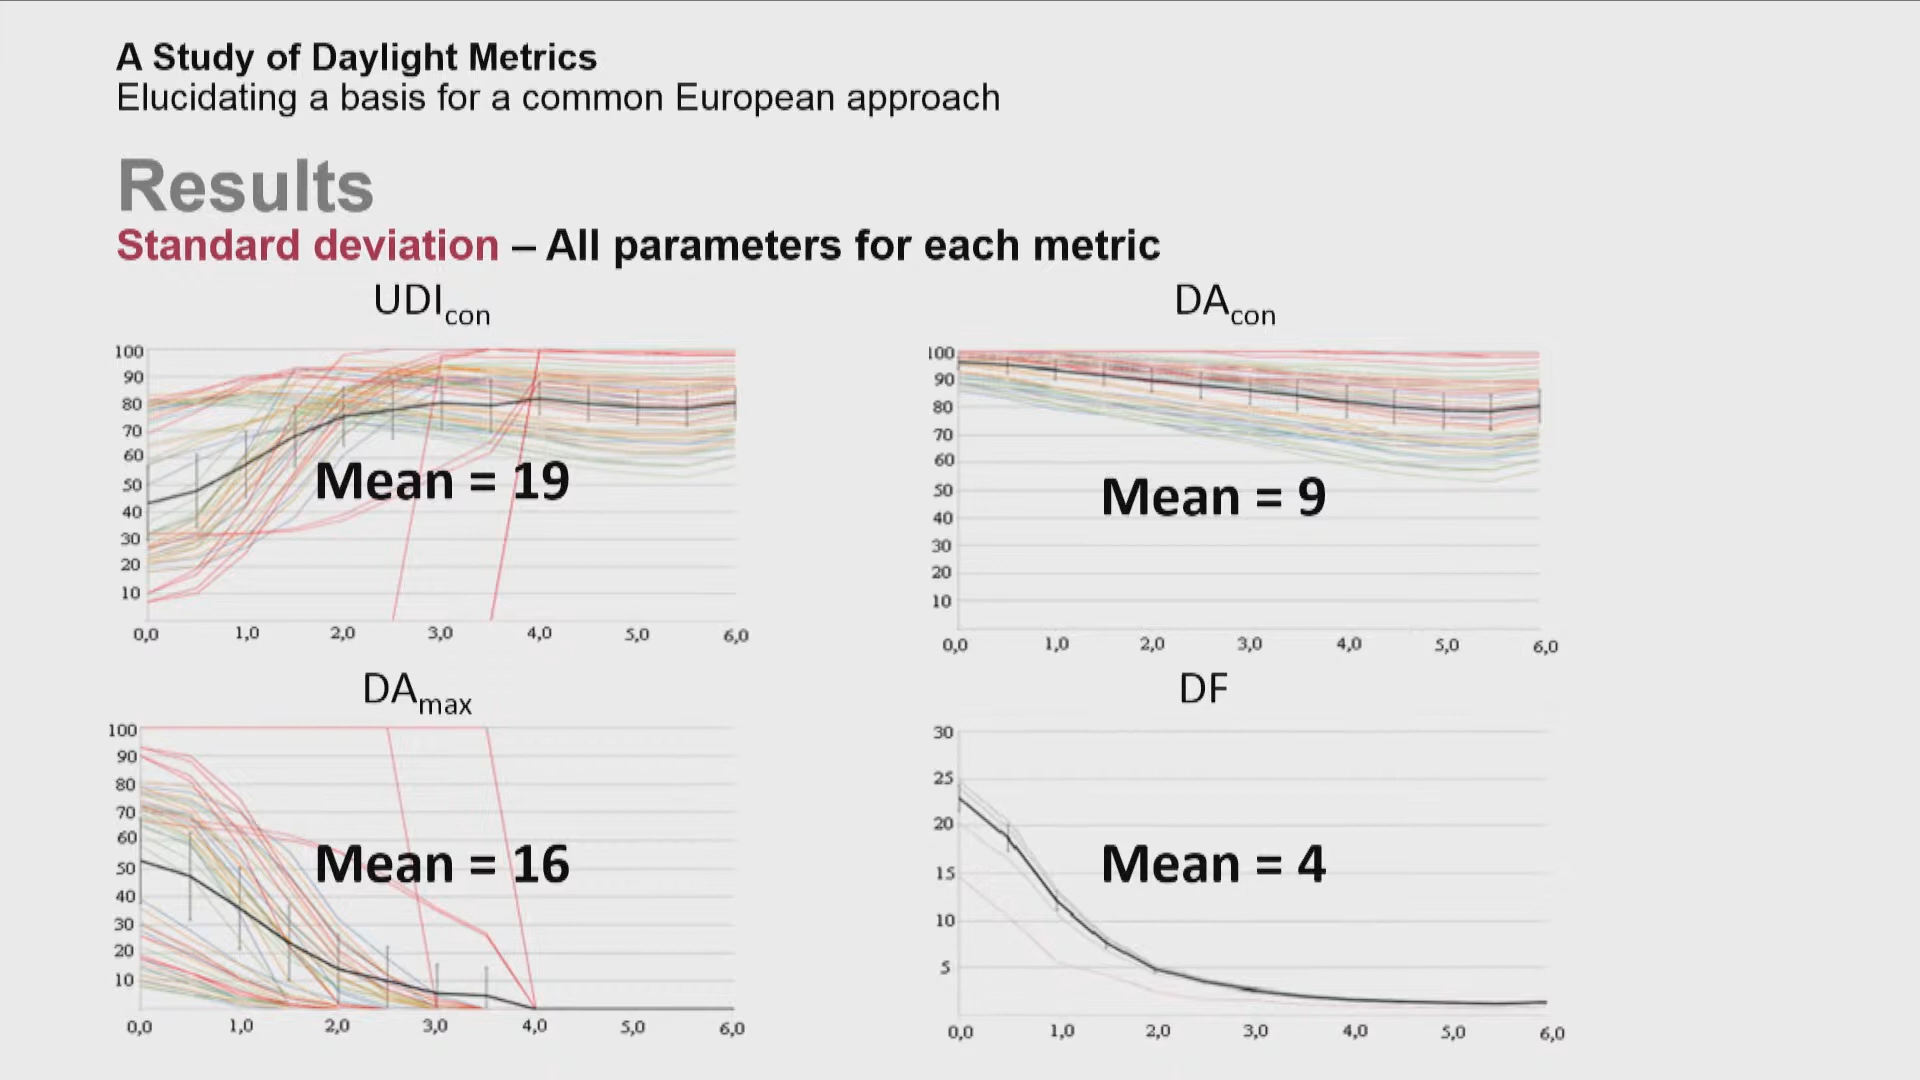 A Study of Daylight Metrics
Elucidating a basis for a common European approach
Results
Standard deviation – All parameters for each metric
UDIcon
100
90
80
70
60
50
40
30
20
10
0,0 1,0 2,0 3,0 4,0 5,0 6,0
Mean = 19
DAcon
100
90
80
70
60
50
40
30
20
10
0,0 1,0 2,0 3,0 4,0 5,0 6,0
Mean = 9
DAmax
100
90
80
70
60
50
40
30
20
10
0,0 1,0 2,0 3,0 4,0 5,0 6,0
Mean = 16
DF
30
25
20
15
10
5
0,0 1,0 2,0 3,0 4,0 5,0 6,0
Mean = 4